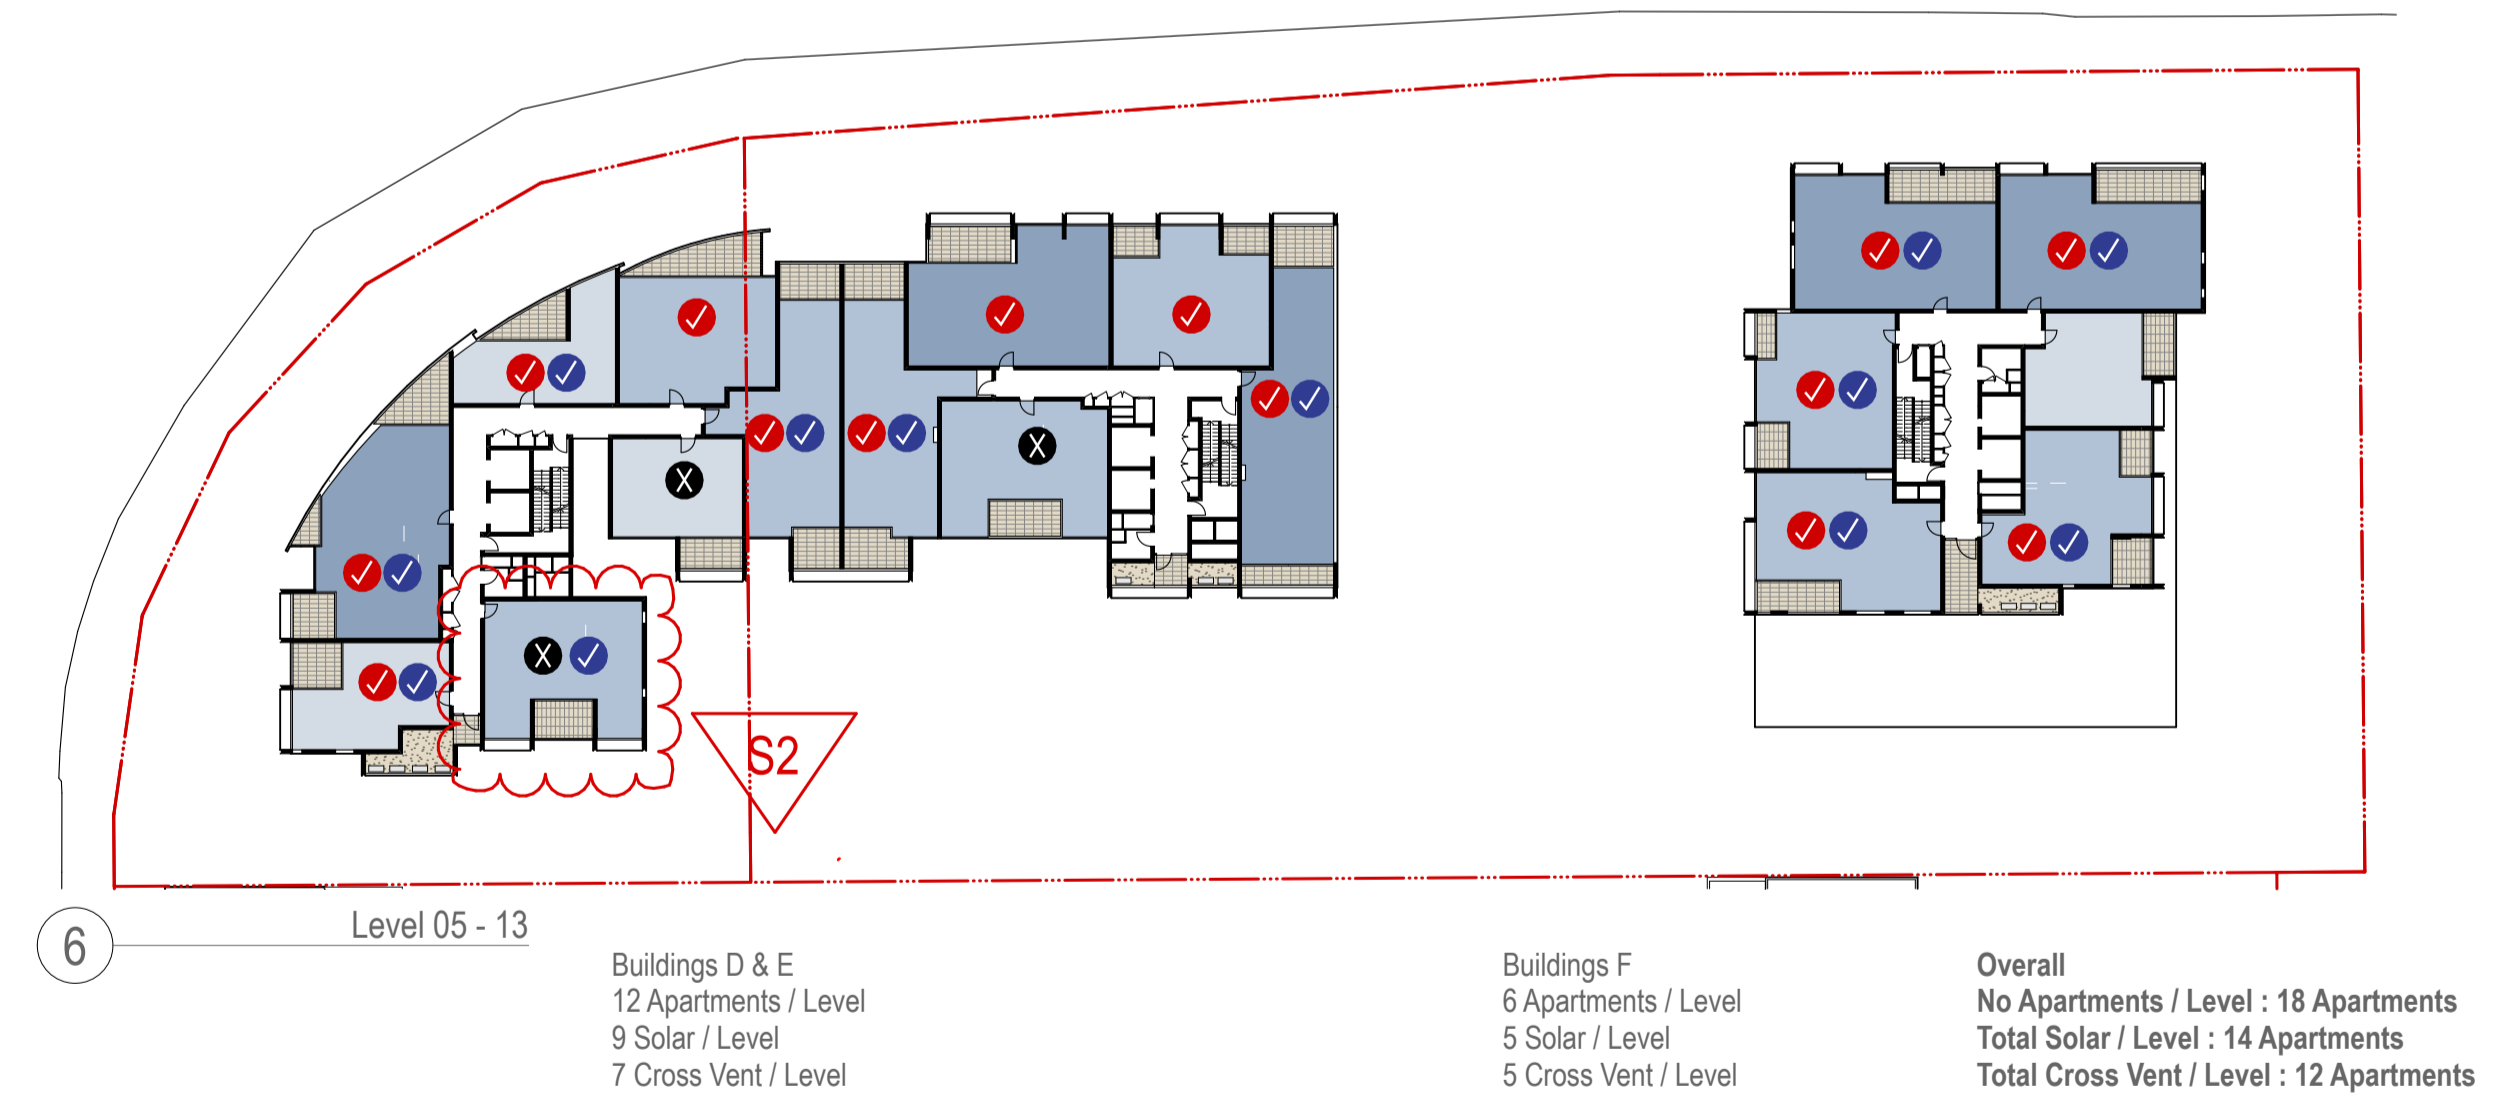 S2
6
Level 05 - 13
Buildings D & E
12 Apartments / Level
9 Solar / Level
7 Cross Vent / Level
Buildings F
6 Apartments / Level
5 Solar / Level
5 Cross Vent / Level
Overall
No Apartments / Level : 18 Apartments
Total Solar / Level : 14 Apartments
Total Cross Vent / Level : 12 Apartments